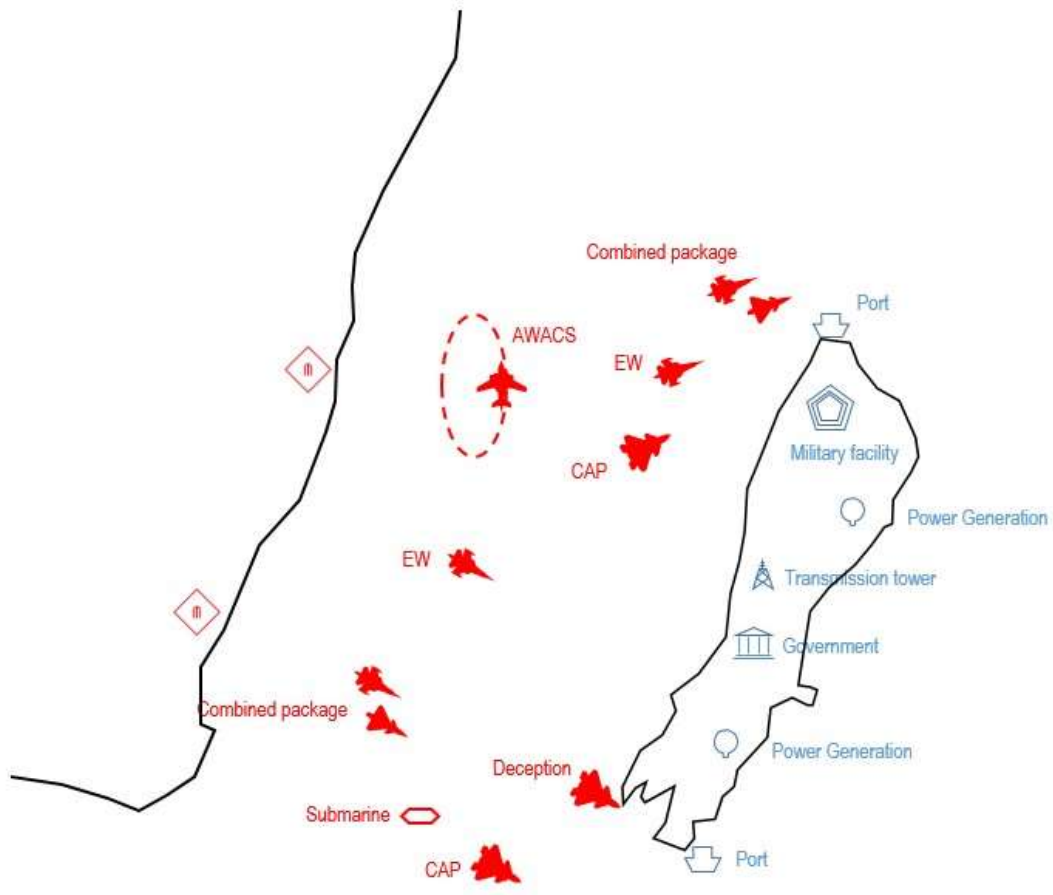 Combined package
Port
AWACS
EW
CAP
Military facility
Power Generation
EW
Transmission tower
Government
Combined package
Power Generation
Deception
Submarine
CAP
Port